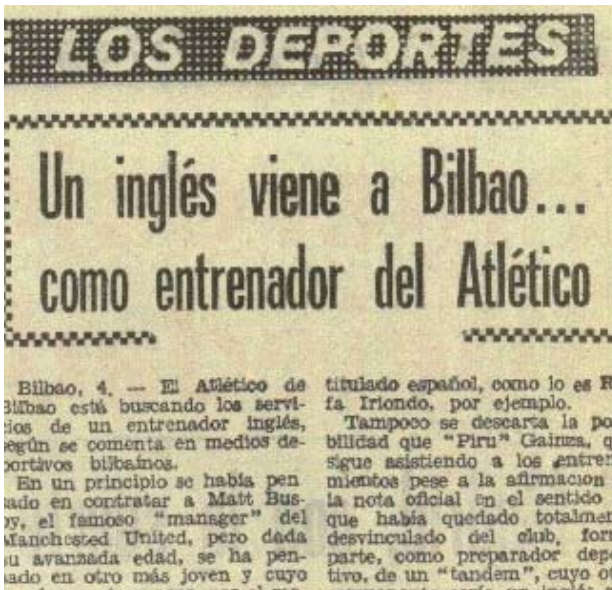 : LOS DEPORTES
Un inglés viene a Bilbao...
como entrenador del Atlético
Bilbao, 4. — El Atlético de
Bilbao está buscando los servi-
cios de un entrenador inglés,
según se comenta en medios de-
portivos bilbaínos.
En un principio se había pen
sado en contratar a Matt Bus-
by, el famoso "manager" del
Manchested United, pero dada
su avanzada edad, se ha pen-
sado en otro más joven y cuyo
titulado español, como lo es R
fa Iriondo, por ejemplo.
Tampoco se descarta la po
bilidad que "Piru" Gainza, q
sigue asistiendo a los entren
mientos pese a la afirmación
la nota oficial en el sentido
que había quedado totalmen
desvinculado del club, for
parte, como preparador depo
tivo, de un "tandem", cuyo ot